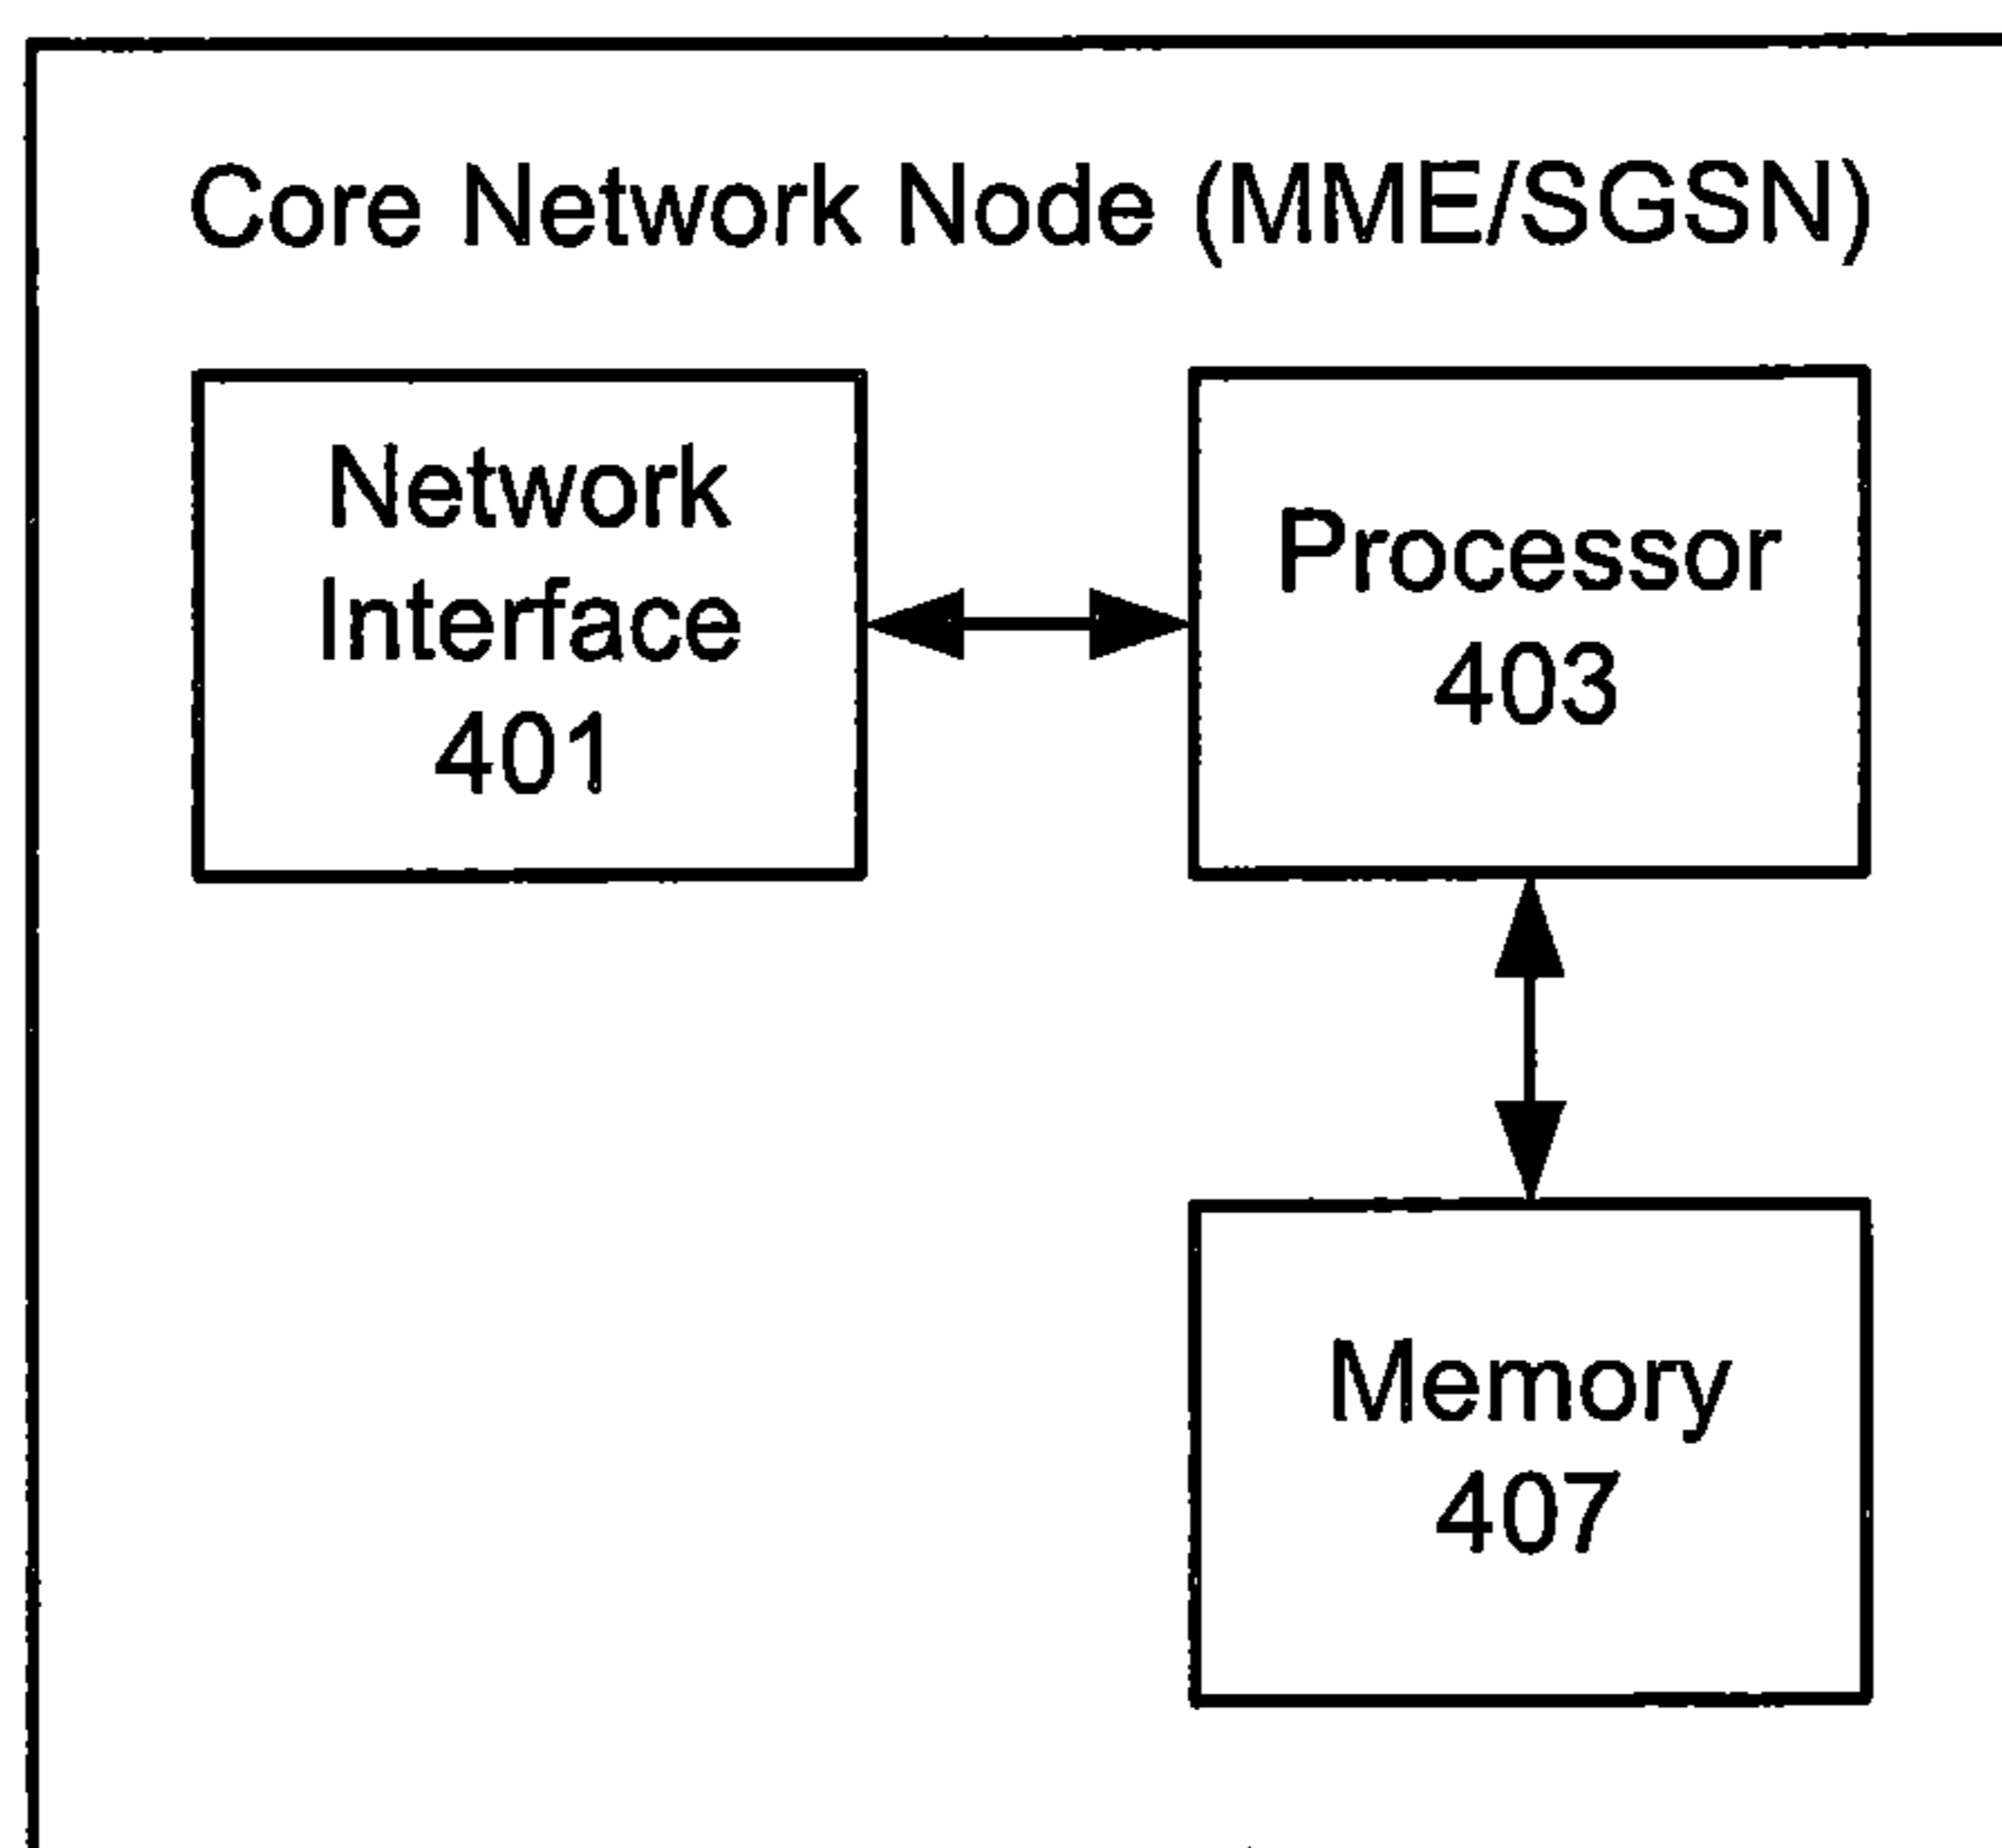 Core Network Node (MME/SGSN)
Network
Interface
401
Processor
403
Memory
407